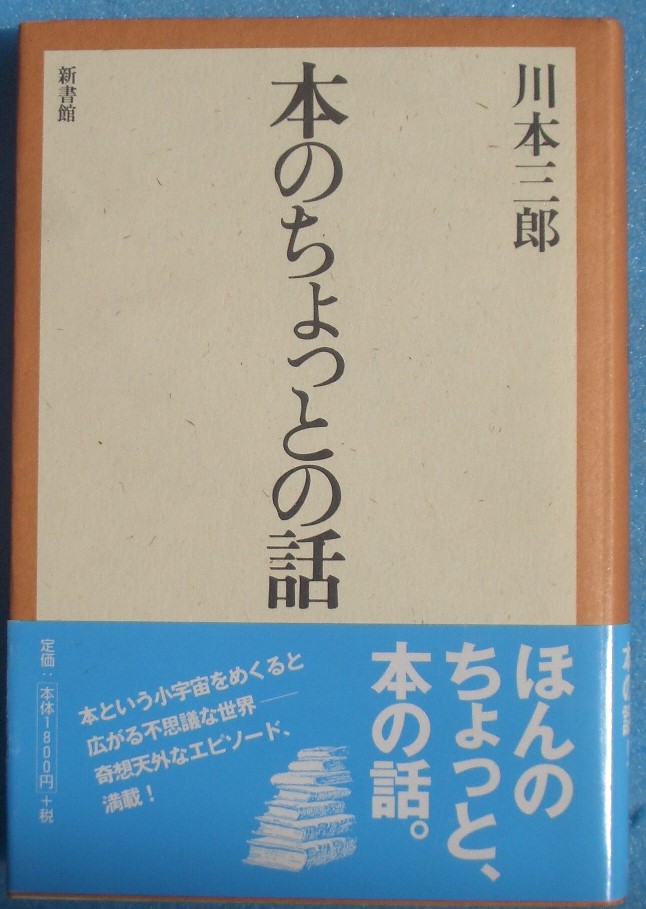 川本三郎
本のちょっとの話
新書館
ほんの
ちょっと、
本の話。
本という小宇宙をめくると
広がる不思議な世界――
奇想天外なエピソード、
満載！
定価：本体1800円＋税